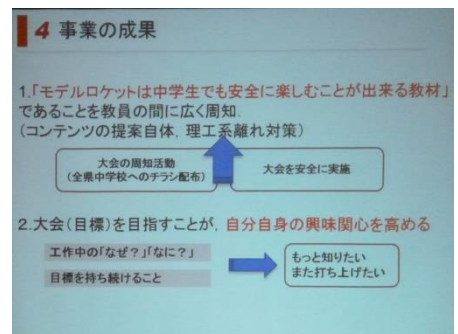 4 事業の成果
1.「モデルロケットは中学生でも安全に楽しむことが出来る教材」
であることを教員の間に広く周知.
(コンテンツの提案自体, 理工系離れ対策)
大会の周知活動
(全県中学校へのチラシ配布)
大会を安全に実施
2.大会(目標)を目指すことが, 自分自身の興味関心を高める
工作中の「なぜ?」「なに?」
目標を持ち続けること
もっと知りたい
また打ち上げたい